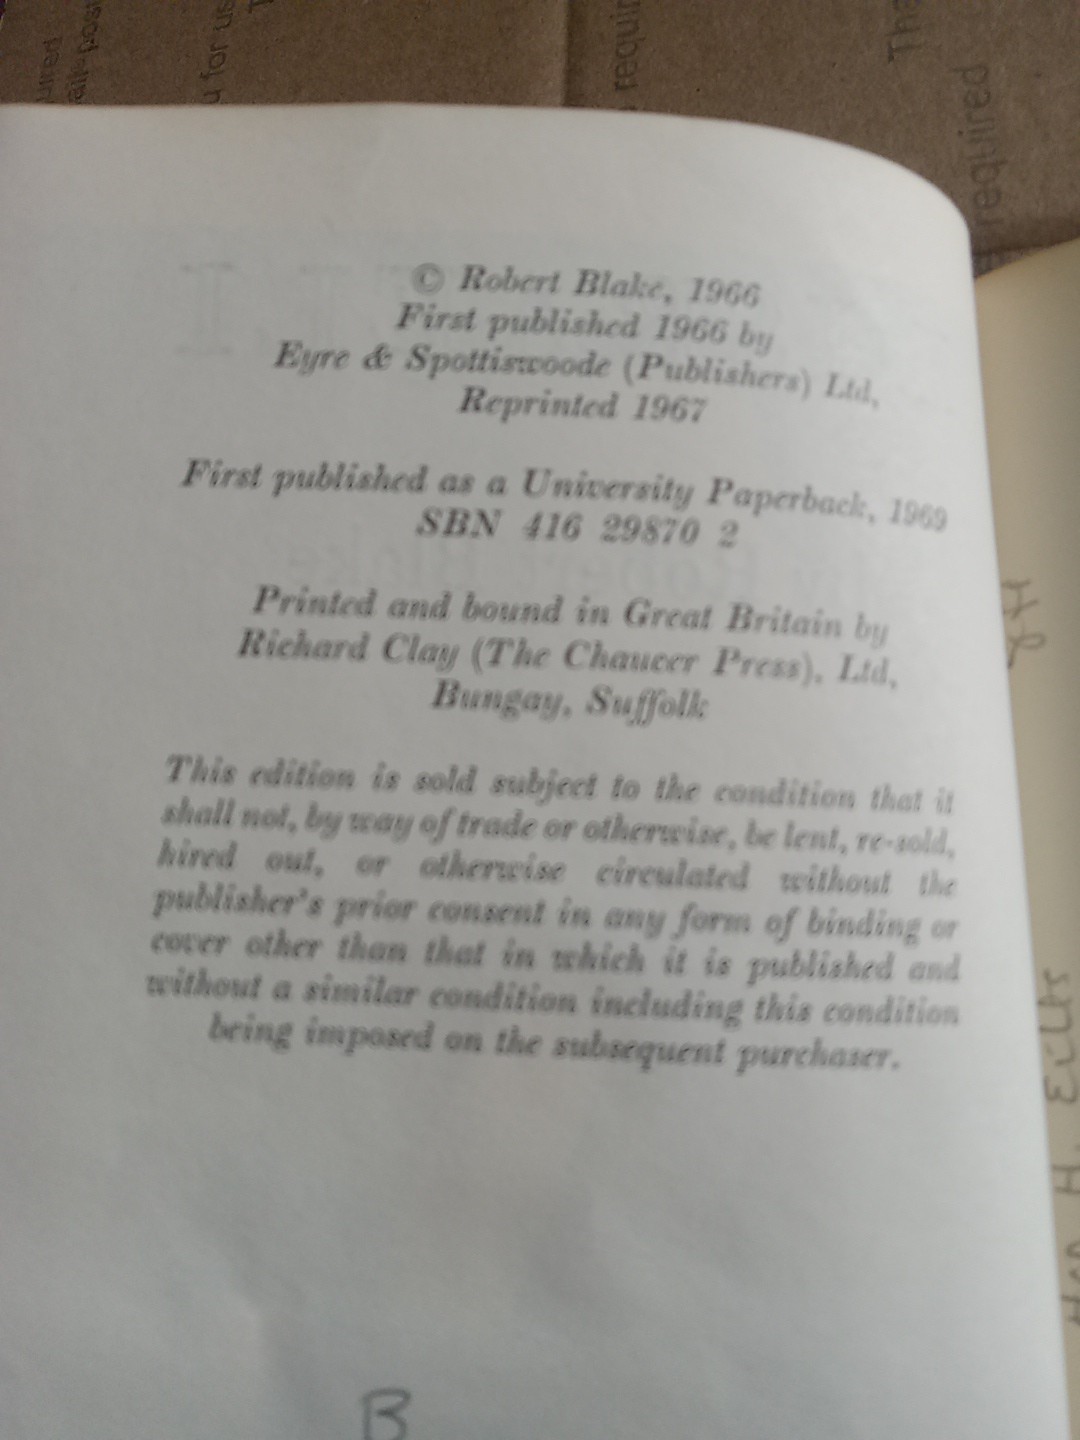 © Robert Blake, 1966
First published 1966 by
Eyre & Spottiswoode (Publishers) Ltd,
Reprinted 1967
First published as a University Paperback, 1969
SBN 416 29870 2
Printed and bound in Great Britain by
Richard Clay (The Chaucer Press), Ltd,
Bungay, Suffolk
This edition is sold subject to the condition that it
shall not, by way of trade or otherwise, be lent, re-sold,
hired out, or otherwise circulated without the
publisher's prior consent in any form of binding or
cover other than that in which it is published and
without a similar condition including this condition
being imposed on the subsequent purchaser.
B
required
for us
required